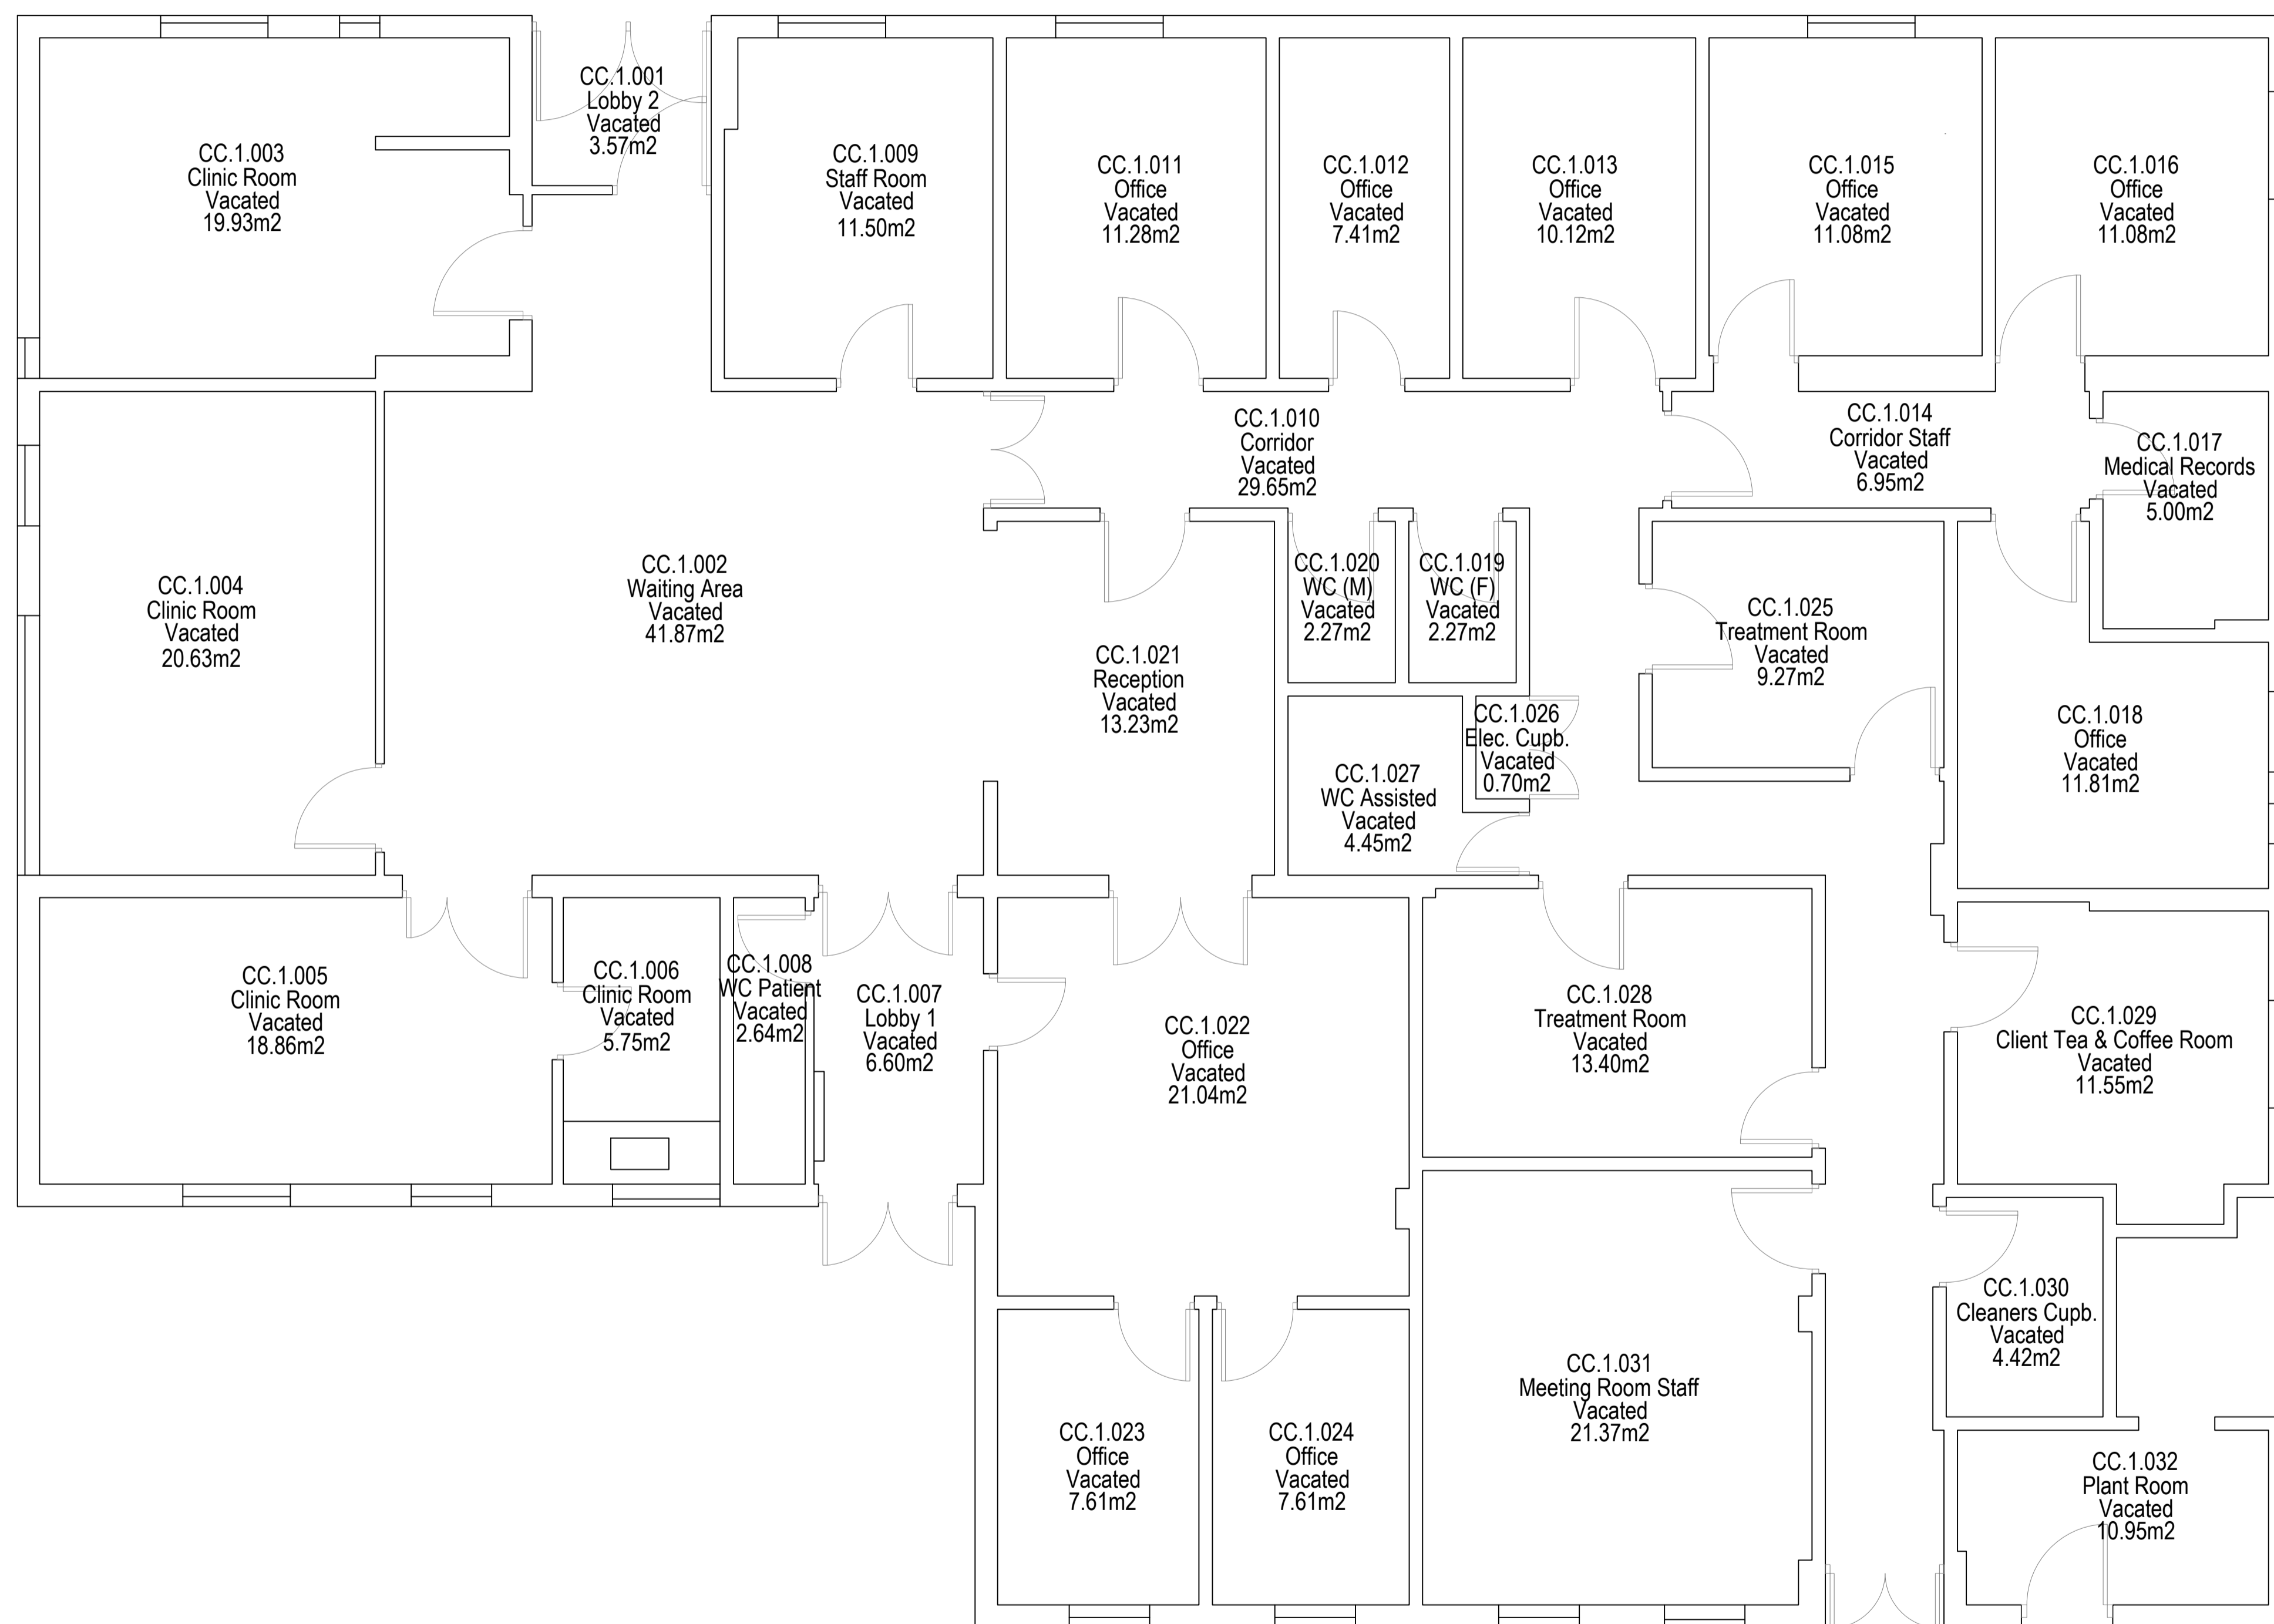 CC.1.001
Lobby 2
Vacated
3.57m2
CC.1.003
Clinic Room
Vacated
19.93m2
CC.1.009
Staff Room
Vacated
11.50m2
CC.1.011
Office
Vacated
11.28m2
CC.1.012
Office
Vacated
7.41m2
CC.1.013
Office
Vacated
10.12m2
CC.1.015
Office
Vacated
11.08m2
CC.1.016
Office
Vacated
11.08m2
CC.1.010
Corridor
Vacated
29.65m2
CC.1.014
Corridor Staff
Vacated
6.95m2
CC.1.017
Medical Records
Vacated
5.00m2
CC.1.004
Clinic Room
Vacated
20.63m2
CC.1.002
Waiting Area
Vacated
41.87m2
CC.1.021
Reception
Vacated
13.23m2
CC.1.020
WC (M)
Vacated
2.27m2
CC.1.019
WC (F)
Vacated
2.27m2
CC.1.025
Treatment Room
Vacated
9.27m2
CC.1.026
Elec. Cupb.
Vacated
0.70m2
CC.1.027
WC Assisted
Vacated
4.45m2
CC.1.018
Office
Vacated
11.81m2
CC.1.005
Clinic Room
Vacated
18.86m2
CC.1.006
Clinic Room
Vacated
5.75m2
CC.1.008
WC Patient
Vacated
2.64m2
CC.1.007
Lobby 1
Vacated
6.60m2
CC.1.022
Office
Vacated
21.04m2
CC.1.028
Treatment Room
Vacated
13.40m2
CC.1.029
Client Tea & Coffee Room
Vacated
11.55m2
CC.1.030
Cleaners Cupb.
Vacated
4.42m2
CC.1.031
Meeting Room Staff
Vacated
21.37m2
CC.1.023
Office
Vacated
7.61m2
CC.1.024
Office
Vacated
7.61m2
CC.1.032
Plant Room
Vacated
10.95m2